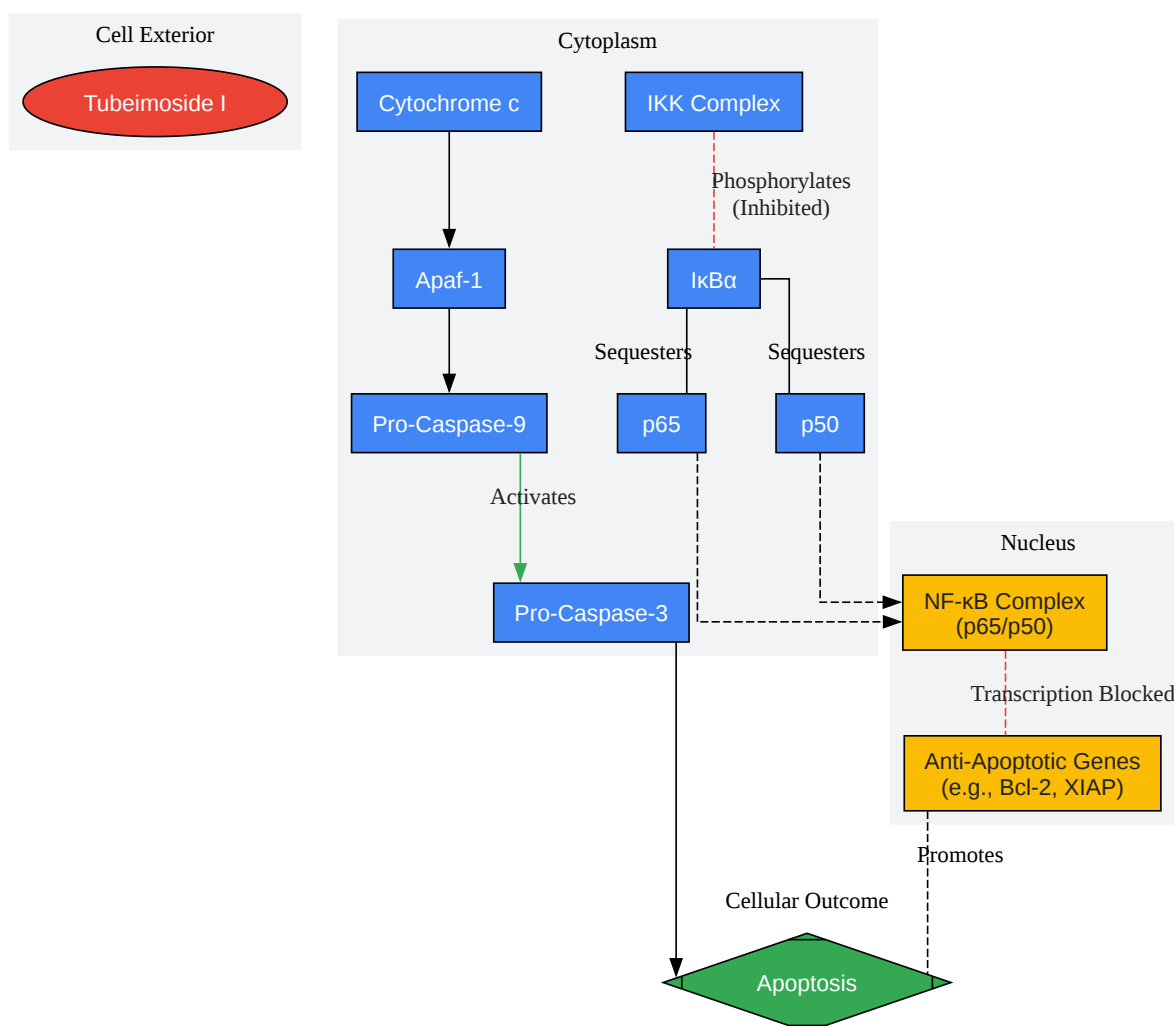 Cell Exterior
Tubeimoside I
Cytoplasm
Cytochrome c
IKK Complex
Phosphorylates
(Inhibited)
Apaf-1
IκBα
Sequesters
Sequesters
Pro-Caspase-9
p65
p50
Activates
Nucleus
NF-κB Complex
(p65/p50)
Pro-Caspase-3
Transcription Blocked
Anti-Apoptotic Genes
(e.g., Bcl-2, XIAP)
Promotes
Cellular Outcome
Apoptosis